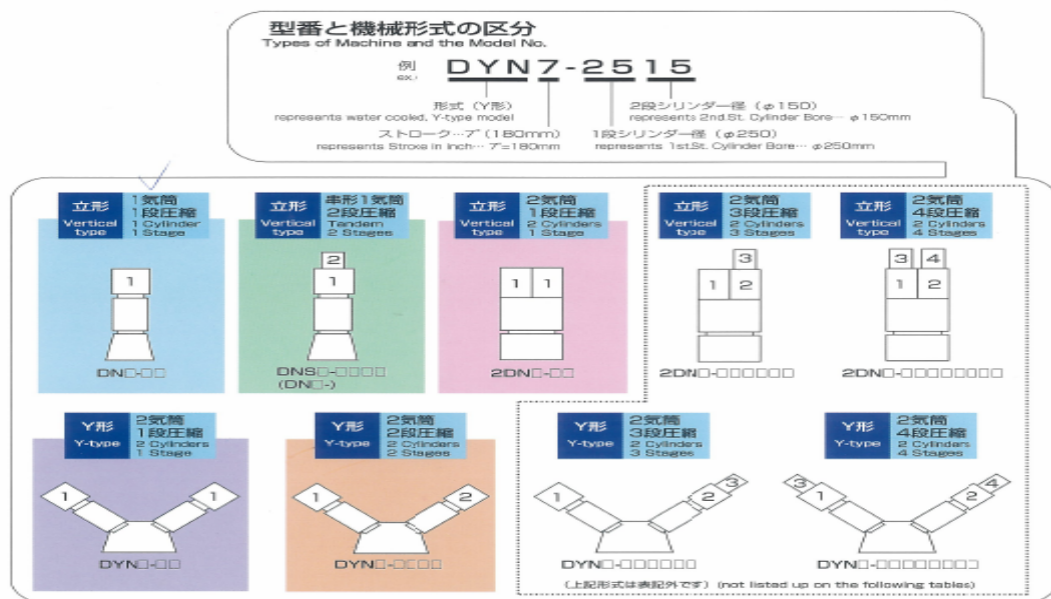 型番と機械形式の区分
Types of Machine and the Model No.
例 DYN7-2515
ex.)
形式（Y形）
represents water cooled, Y-type model
2段シリンダー径（φ150）
represents 2nd.St. Cylinder Bore… φ150mm
ストローク…7"（180mm）
represents Stroke in inch… 7"=180mm
1段シリンダー径（φ250）
represents 1st.St. Cylinder Bore… φ250mm
立形
Vertical type
1気筒
1段圧縮
1 Cylinder
1 Stage
立形
Vertical type
串形1気筒
2段圧縮
Tandem
2 Stages
立形
Vertical type
2気筒
1段圧縮
2 Cylinders
1 Stage
立形
Vertical type
2気筒
3段圧縮
2 Cylinders
3 Stages
立形
Vertical type
2気筒
4段圧縮
2 Cylinders
4 Stages
1
2
1
1 1
3
1 2
3 4
1 2
DN□-□□
DNS□-□□□□
(DN□-)
2DN□-□□
2DN□-□□□□□□
2DN□-□□□□□□□□
Y形
Y-type
2気筒
1段圧縮
2 Cylinders
1 Stages
Y形
Y-type
2気筒
2段圧縮
2 Cylinders
2 Stages
Y形
Y-type
2気筒
3段圧縮
2 Cylinders
3 Stages
Y形
Y-type
2気筒
4段圧縮
2 Cylinders
4 Stages
1 1
1 2
1 2 3
3 1 2 4
DYN□-□□
DYN□-□□□□
DYN□-□□□□□□
DYN□-□□□□□□□□
（上記形式は表記外です）(not listed up on the following tables)